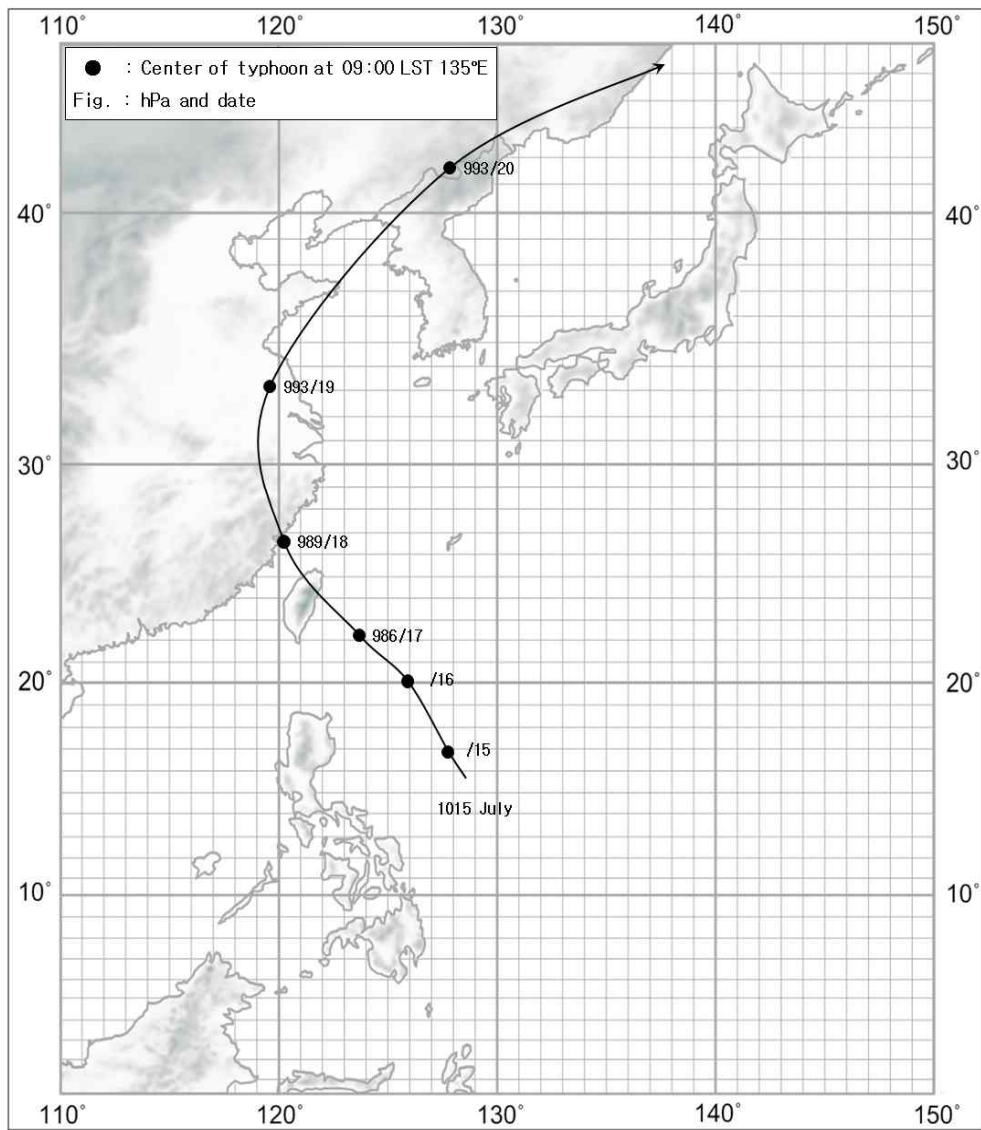 110° 120° 130° 140° 150°
● : Center of typhoon at 09:00 LST 135°E
Fig. : hPa and date
993/20
40° 40°
993/19
30° 30°
989/18
986/17
20° /16 20°
/15
1015 July
10° 10°
110° 120° 130° 140° 150°